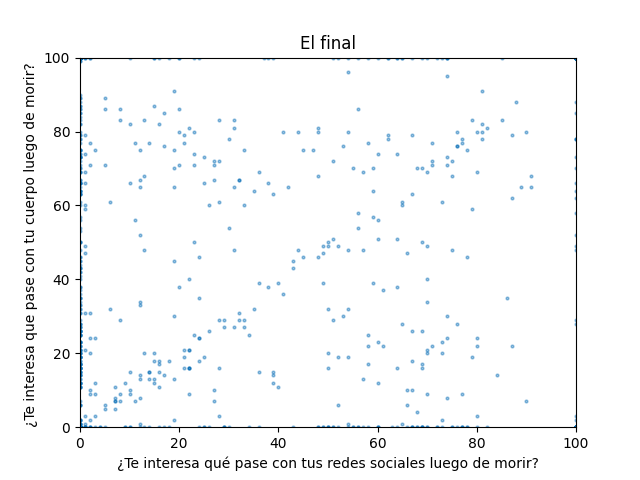 El final
¿Te interesa que pase con tu cuerpo luego de morir?
100
80
60
40
20
0
0 20 40 60 80 100
¿Te interesa qué pase con tus redes sociales luego de morir?